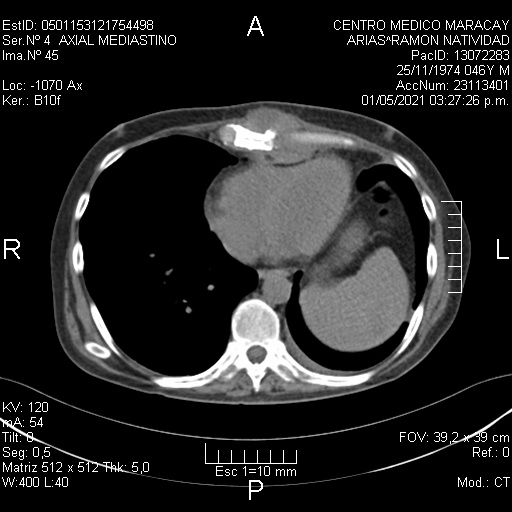 EstID: 0501153121754498
Ser.Nº 4 AXIAL MEDIASTINO
Ima.Nº 45
Loc: -1070 Ax
Ker.: B10f
A
CENTRO MEDICO MARACAY
ARIAS^RAMON NATIVIDAD
PacID: 13072283
25/11/1974 046Y M
AccNum: 23113401
01/05/2021 03:27:26 p.m.
R
L
KV: 120
mA: 54
Tilt: 0
Seg: 0,5
Matriz 512 x 512 Thk: 5,0
W:400 L:40
Esc 1=10 mm
P
FOV: 39,2 x 39 cm
Ref.: 0
Mod.: CT